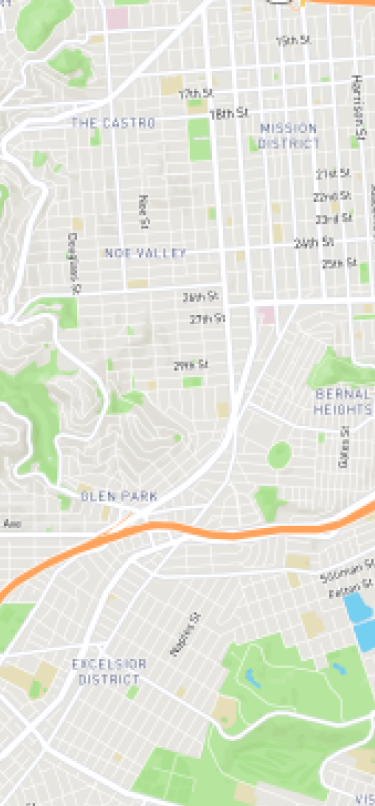 15th St
17th St
18th St
Harrison St
THE CASTRO
MISSION
DISTRICT
21st St
22nd St
23rd St
24th St
25th St
Noe St
Douglass St
NOE VALLEY
26th St
27th St
29th St
BERNAL
HEIGHTS
Gates St
GLEN PARK
Ave
Felton St
Naples St
EXCELSIOR
DISTRICT
VIS